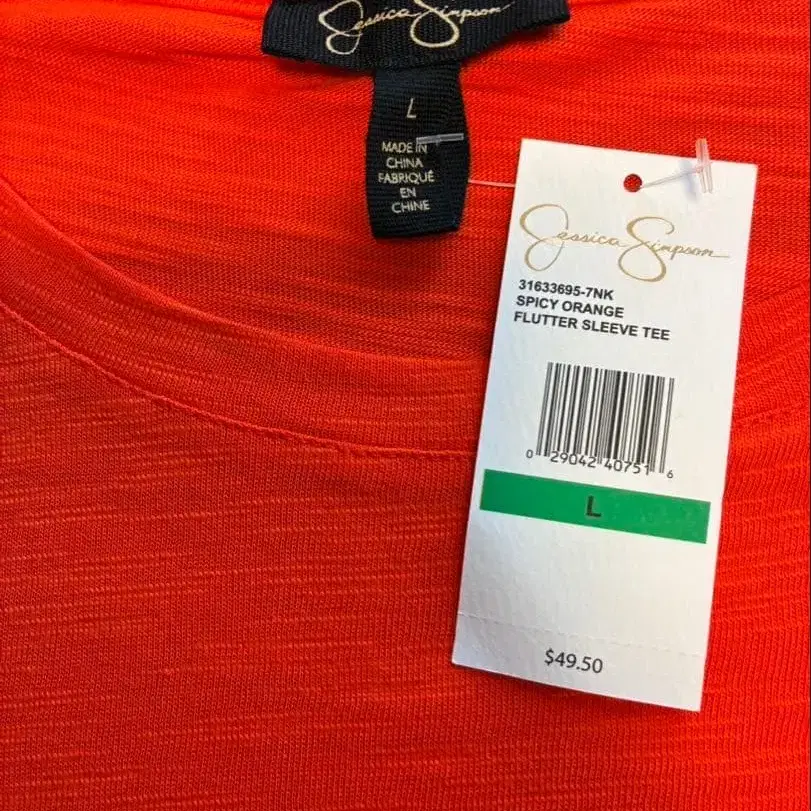 Jessica Simpson
L
MADE IN
CHINA
FABRIQUÉ
EN
CHINE
Jessica Simpson
31633695-7NK
SPICY ORANGE
FLUTTER SLEEVE TEE
0 29042 40751 6
L
$49.50